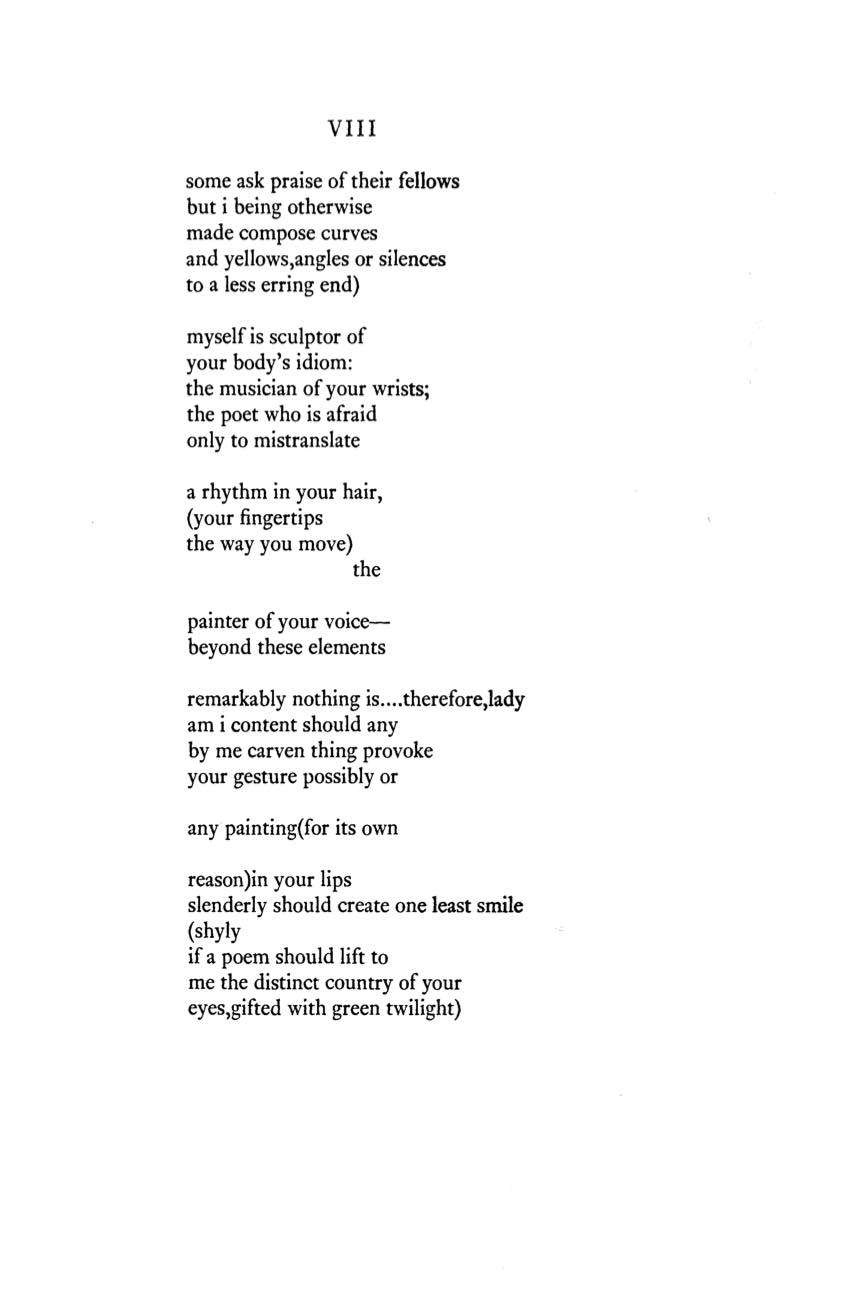 VIII
some ask praise of their fellows
but i being otherwise
made compose curves
and yellows,angles or silences
to a less erring end)
myself is sculptor of
your body's idiom:
the musician of your wrists;
the poet who is afraid
only to mistranslate
a rhythm in your hair,
(your fingertips
the way you move)
the
painter of your voice—
beyond these elements
remarkably nothing is....therefore,lady
am i content should any
by me carven thing provoke
your gesture possibly or
any painting(for its own
reason)in your lips
slenderly should create one least smile
(shyly
if a poem should lift to
me the distinct country of your
eyes,gifted with green twilight)